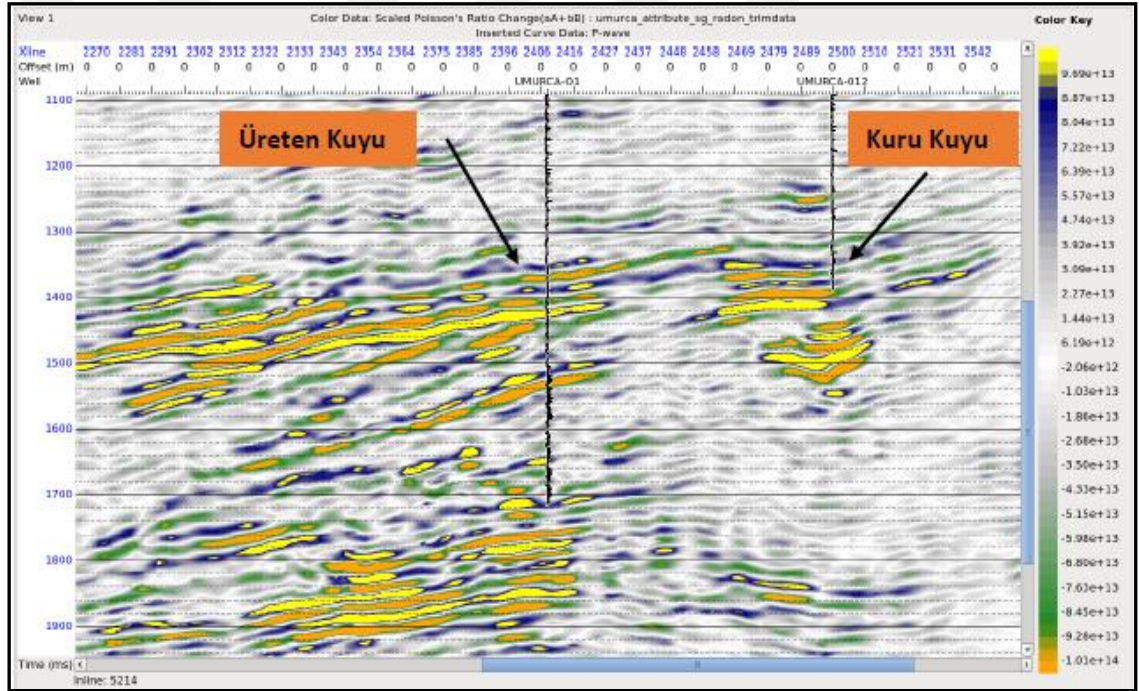 View 1
Color Data: Scaled Poisson's Ratio Change(aA+bB) : umurca_attribute_sg_radon_trimdata
Inserted Curve Data: P-wave
Color Key
Xline 2270 2281 2291 2302 2312 2322 2333 2343 2354 2364 2375 2385 2396 2406 2416 2427 2437 2448 2458 2469 2479 2489 2500 2510 2521 2531 2542
Offset (m) 0 0 0 0 0 0 0 0 0 0 0 0 0 0 0 0 0 0 0 0 0 0 0 0 0 0 0
Well UMURCA-01 UMURCA-012
1100
1200
1300
1400
1500
1600
1700
1800
1900
Üreten Kuyu
Kuru Kuyu
9.69e+13
8.87e+13
8.04e+13
7.22e+13
6.39e+13
5.57e+13
4.74e+13
3.92e+13
3.09e+13
2.27e+13
1.44e+13
6.19e+12
-2.06e+12
-1.03e+13
-1.86e+13
-2.68e+13
-3.50e+13
-4.33e+13
-5.15e+13
-5.98e+13
-6.80e+13
-7.63e+13
-8.45e+13
-9.28e+13
-1.01e+14
Time (ms)
Inline: 5214